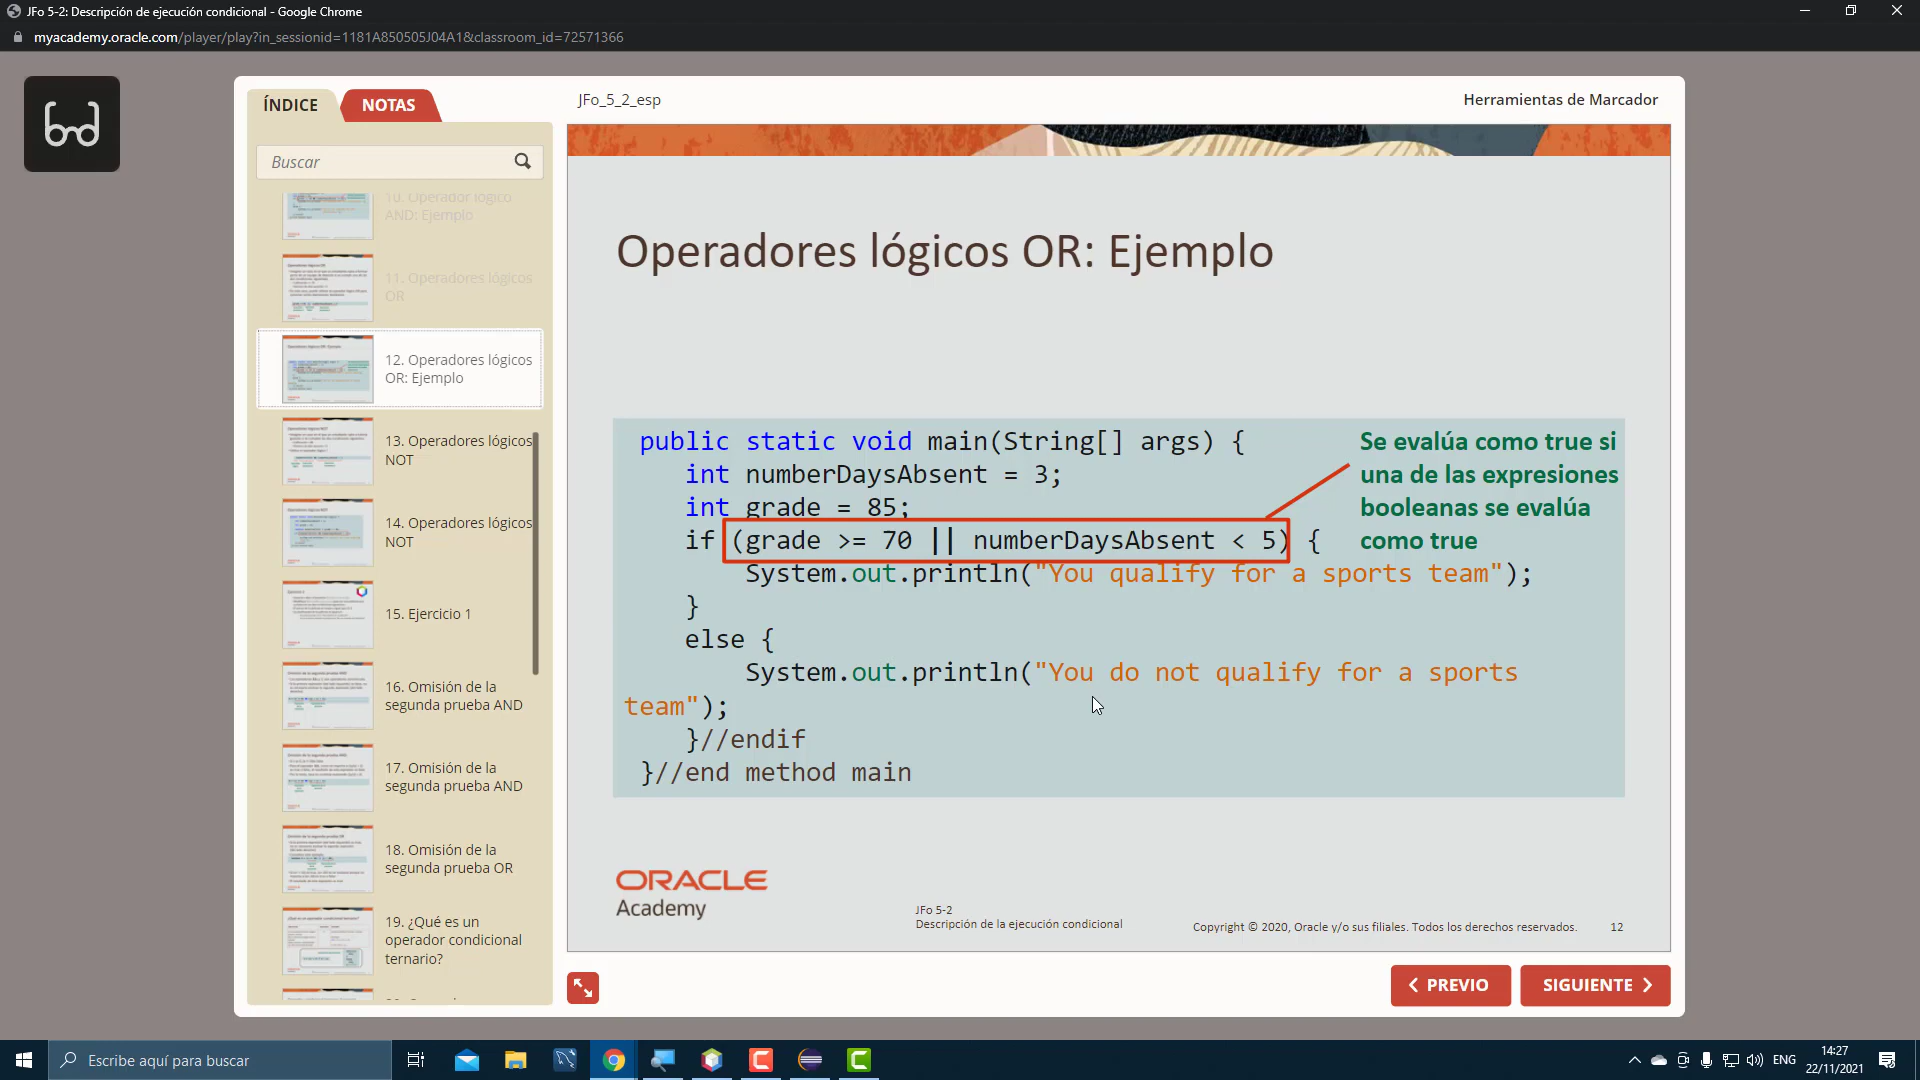 JFo 5-2: Descripción de ejecución condicional - Google Chrome
myacademy.oracle.com/player/play?in_sessionid=1181A850505J04A1&classroom_id=72571366
ÍNDICE
NOTAS
JFo_5_2_esp
Herramientas de Marcador
Buscar
10. Operador lógico
AND: Ejemplo
11. Operadores lógicos
OR
12. Operadores lógicos
OR: Ejemplo
13. Operadores lógicos
NOT
14. Operadores lógicos
NOT
15. Ejercicio 1
16. Omisión de la
segunda prueba AND
17. Omisión de la
segunda prueba AND
18. Omisión de la
segunda prueba OR
19. ¿Qué es un
operador condicional
ternario?
Operadores lógicos OR: Ejemplo
public static void main(String[] args) {
int numberDaysAbsent = 3;
int grade = 85;
if (grade >= 70 || numberDaysAbsent < 5) {
System.out.println("You qualify for a sports team");
}
else {
System.out.println("You do not qualify for a sports
team");
}//endif
}//end method main
Se evalúa como true si
una de las expresiones
booleanas se evalúa
como true
ORACLE
Academy
JFo 5-2
Descripción de la ejecución condicional
Copyright © 2020, Oracle y/o sus filiales. Todos los derechos reservados.
12
PREVIO
SIGUIENTE
Escribe aquí para buscar
ENG
14:27
22/11/2021